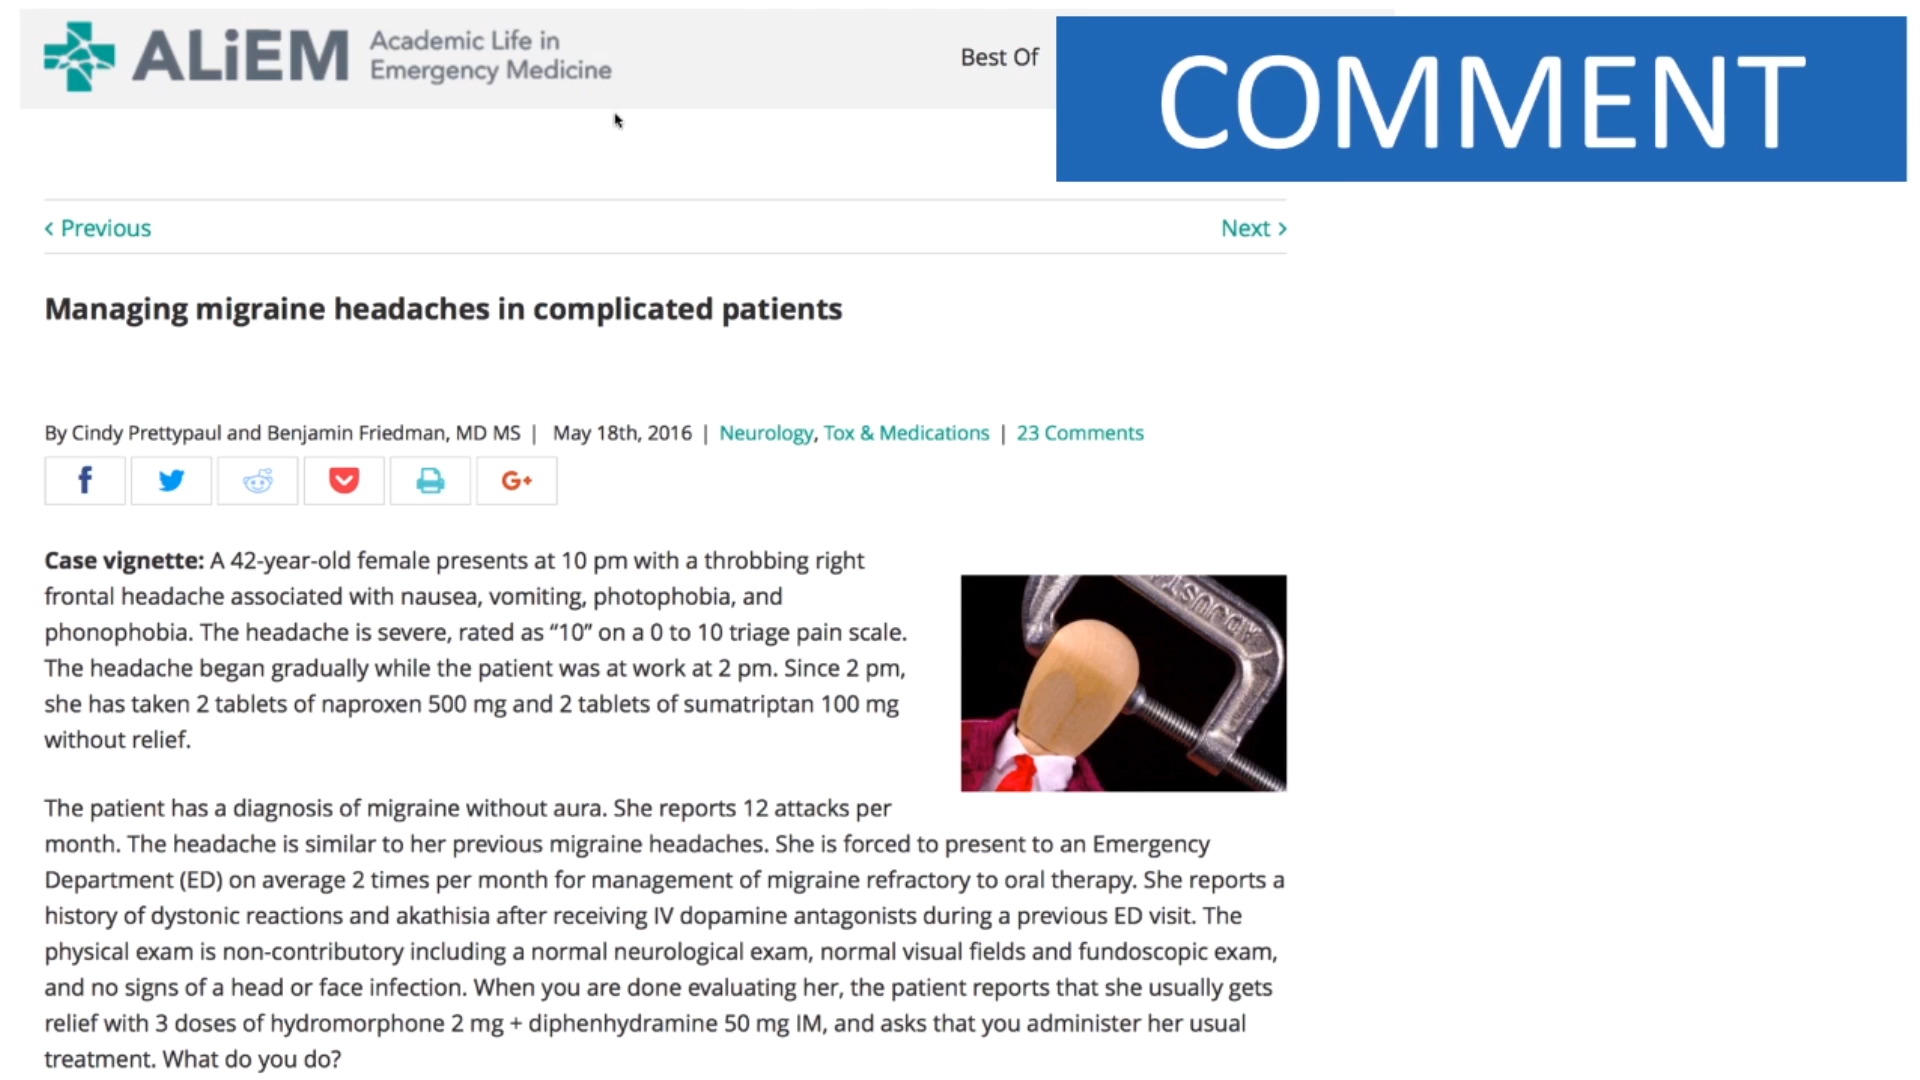 ALiEM
Academic Life in
Emergency Medicine
Best Of
COMMENT
< Previous
Next >
Managing migraine headaches in complicated patients
By Cindy Prettypaul and Benjamin Friedman, MD MS | May 18th, 2016 | Neurology, Tox & Medications | 23 Comments
f
G+
Case vignette: A 42-year-old female presents at 10 pm with a throbbing right
frontal headache associated with nausea, vomiting, photophobia, and
phonophobia. The headache is severe, rated as “10” on a 0 to 10 triage pain scale.
The headache began gradually while the patient was at work at 2 pm. Since 2 pm,
she has taken 2 tablets of naproxen 500 mg and 2 tablets of sumatriptan 100 mg
without relief.
The patient has a diagnosis of migraine without aura. She reports 12 attacks per
month. The headache is similar to her previous migraine headaches. She is forced to present to an Emergency
Department (ED) on average 2 times per month for management of migraine refractory to oral therapy. She reports a
history of dystonic reactions and akathisia after receiving IV dopamine antagonists during a previous ED visit. The
physical exam is non-contributory including a normal neurological exam, normal visual fields and fundoscopic exam,
and no signs of a head or face infection. When you are done evaluating her, the patient reports that she usually gets
relief with 3 doses of hydromorphone 2 mg + diphenhydramine 50 mg IM, and asks that you administer her usual
treatment. What do you do?